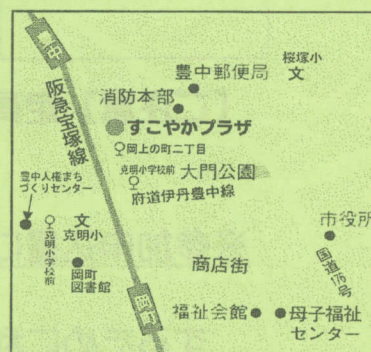 豊中
桜塚小
文
豊中郵便局
消防本部
阪急宝塚線
すこやかプラザ
岡上の町二丁目
克明小学校前
大門公園
府道伊丹豊中線
豊中人権まち
づくりセンター
文
克明小
克明小学校前
市役所
岡町
図書館
商店街
国道176号
岡町
福祉会館
母子福祉
センター